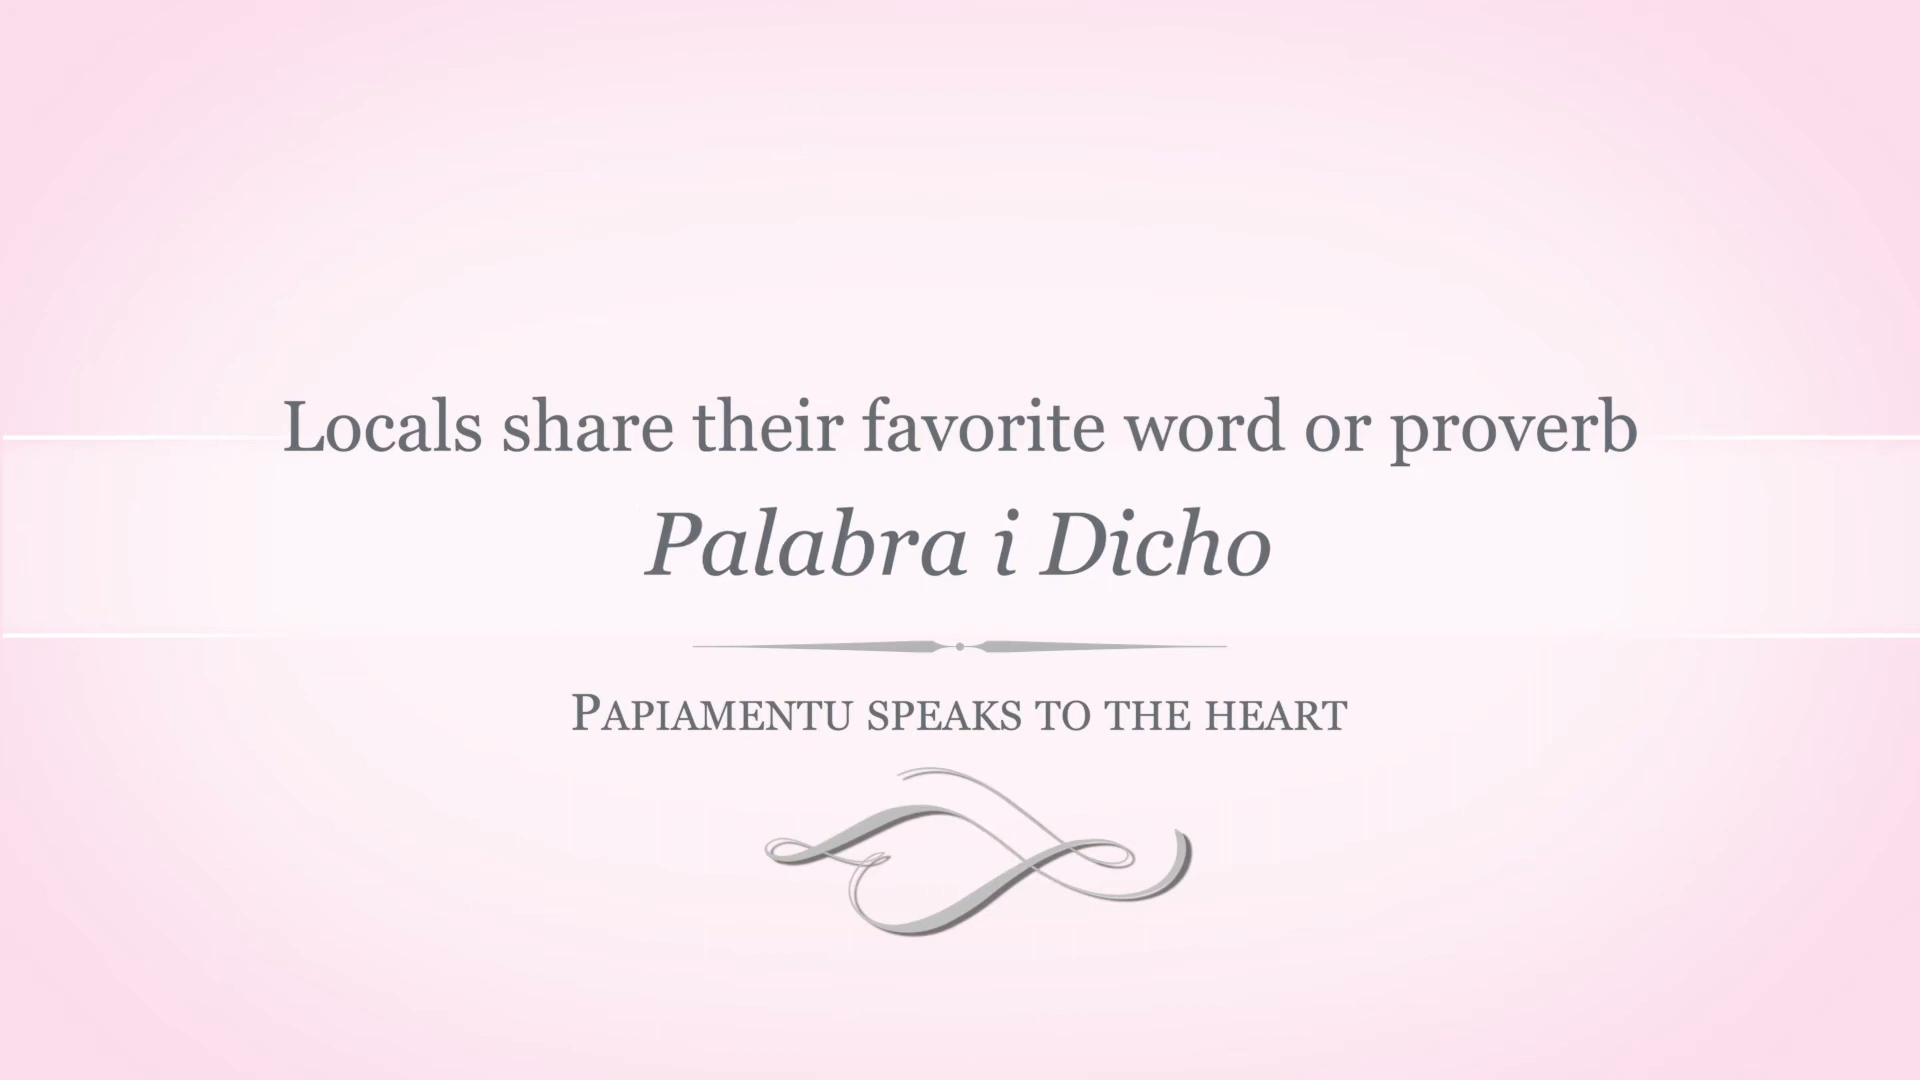 Locals share their favorite word or proverb
Palabra i Dicho
PAPIAMENTU SPEAKS TO THE HEART